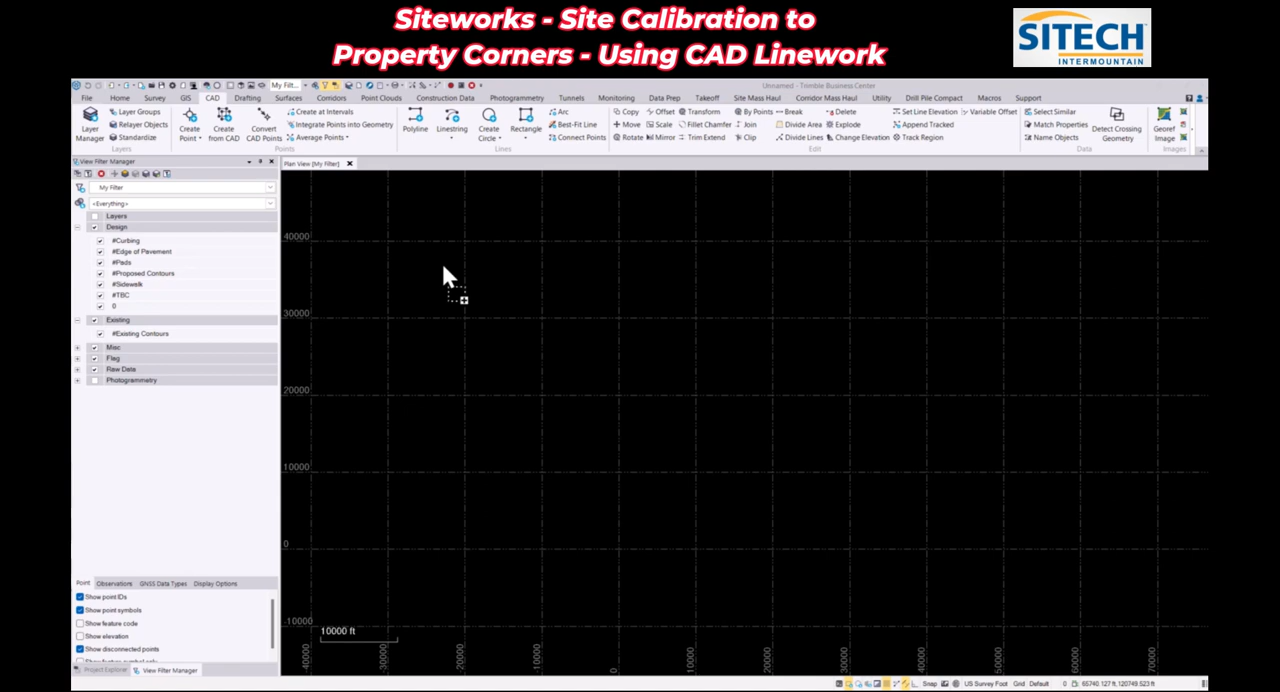 Siteworks - Site Calibration to
Property Corners - Using CAD Linework
SITECH
INTERMOUNTAIN
My Filt...
Unnamed - Trimble Business Center
File Home Survey GIS CAD Drafting Surfaces Corridors Point Clouds Construction Data Photogrammetry Tunnels Monitoring Data Prep Takeoff Site Mass Haul Corridor Mass Haul Utility Drill Pile Compact Macros Support
Layer Manager
Layer Groups
Relayer Objects
Standardize
Layers
Create Point
Create from CAD
Convert CAD Points
Create at Intervals
Integrate Points into Geometry
Average Points
Points
Polyline
Linestring
Create Circle
Rectangle
Arc
Best-Fit Line
Connect Points
Lines
Copy Offset Transform By Points Break Delete Set Line Elevation Variable Offset
Move Scale Fillet Chamfer Join Divide Area Explode Append Tracked
Rotate Mirror Trim Extend Clip Divide Lines Change Elevation Track Region
Edit
Select Similar
Match Properties
Name Objects
Detect Crossing Geometry
Data
Georef Image
Images
View Filter Manager
Plan View [My Filter]
My Filter
<Everything>
Layers
Design
#Curbing
#Edge of Pavement
#Pads
#Proposed Contours
#Sidewalk
#TBC
0
Existing
#Existing Contours
Misc
Flag
Raw Data
Photogrammetry
40000
30000
20000
10000
0
-10000
10000 ft
-40000 -30000 -20000 -10000 0 10000 20000 30000 40000 50000 60000 70000
Point Observations GNSS Data Types Display Options
Show point IDs
Show point symbols
Show feature code
Show elevation
Show disconnected points
Project Explorer View Filter Manager
Snap US Survey Foot Grid Default 0 65740.127 ft, 120749.523 ft